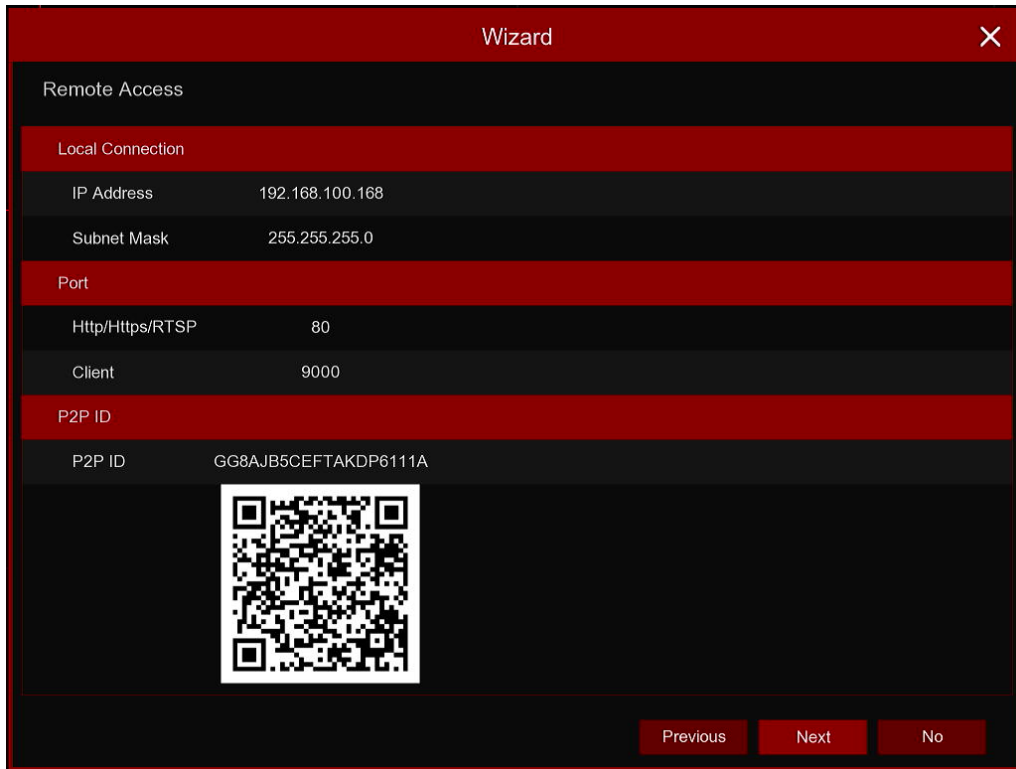 Wizard
Remote Access
Local Connection
IP Address 192.168.100.168
Subnet Mask 255.255.255.0
Port
Http/Https/RTSP 80
Client 9000
P2P ID
P2P ID GG8AJB5CEFTAKDP6111A
Previous Next No